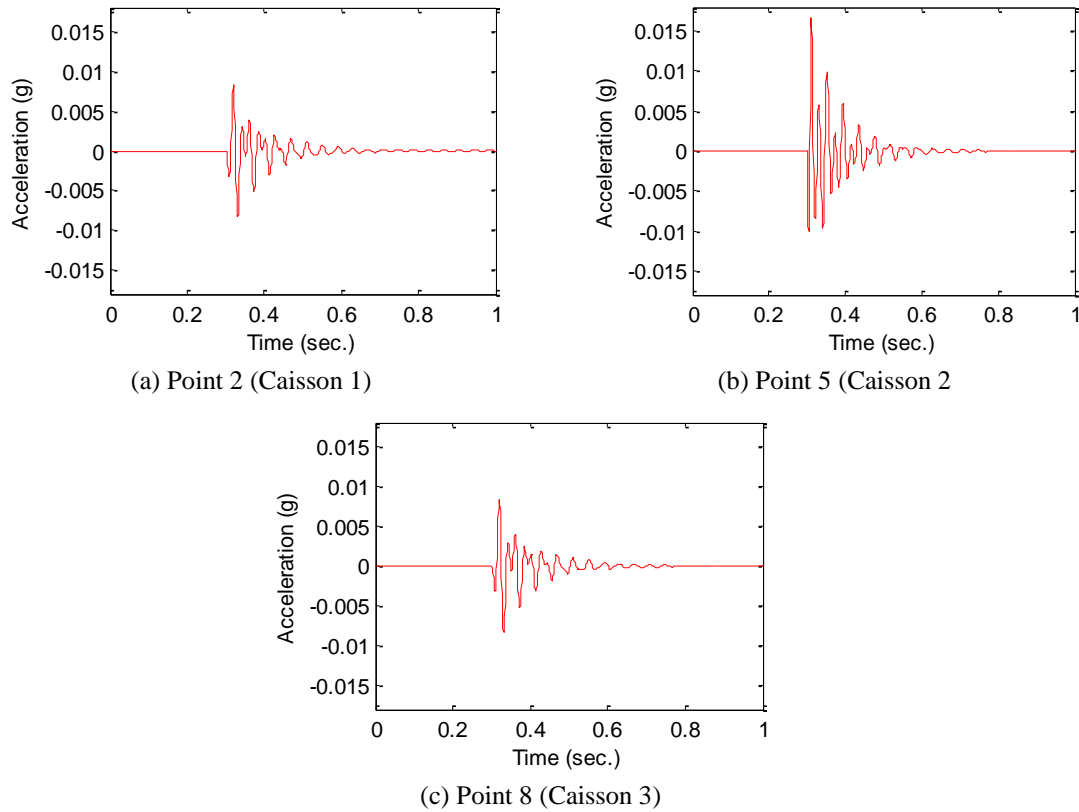 0.015
0.01
0.005
0
-0.005
-0.01
-0.015
Acceleration (g)
0 0.2 0.4 0.6 0.8 1
Time (sec.)
(a) Point 2 (Caisson 1)
0.015
0.01
0.005
0
-0.005
-0.01
-0.015
Acceleration (g)
0 0.2 0.4 0.6 0.8 1
Time (sec.)
(b) Point 5 (Caisson 2
0.015
0.01
0.005
0
-0.005
-0.01
-0.015
Acceleration (g)
0 0.2 0.4 0.6 0.8 1
Time (sec.)
(c) Point 8 (Caisson 3)